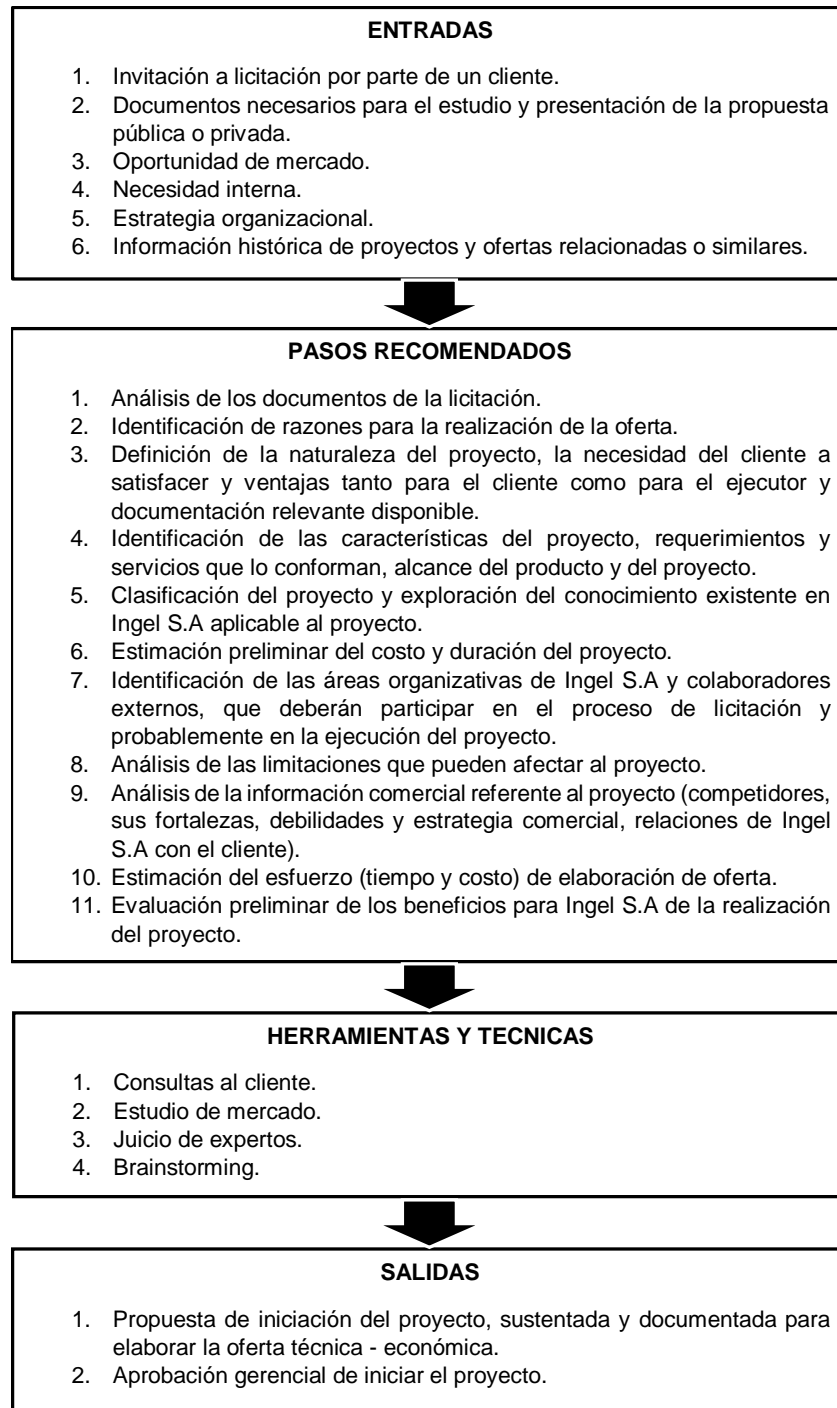 ENTRADAS
1. Invitación a licitación por parte de un cliente.
2. Documentos necesarios para el estudio y presentación de la propuesta
pública o privada.
3. Oportunidad de mercado.
4. Necesidad interna.
5. Estrategia organizacional.
6. Información histórica de proyectos y ofertas relacionadas o similares.
PASOS RECOMENDADOS
1. Análisis de los documentos de la licitación.
2. Identificación de razones para la realización de la oferta.
3. Definición de la naturaleza del proyecto, la necesidad del cliente a
satisfacer y ventajas tanto para el cliente como para el ejecutor y
documentación relevante disponible.
4. Identificación de las características del proyecto, requerimientos y
servicios que lo conforman, alcance del producto y del proyecto.
5. Clasificación del proyecto y exploración del conocimiento existente en
Ingel S.A aplicable al proyecto.
6. Estimación preliminar del costo y duración del proyecto.
7. Identificación de las áreas organizativas de Ingel S.A y colaboradores
externos, que deberán participar en el proceso de licitación y
probablemente en la ejecución del proyecto.
8. Análisis de las limitaciones que pueden afectar al proyecto.
9. Análisis de la información comercial referente al proyecto (competidores,
sus fortalezas, debilidades y estrategia comercial, relaciones de Ingel
S.A con el cliente).
10. Estimación del esfuerzo (tiempo y costo) de elaboración de oferta.
11. Evaluación preliminar de los beneficios para Ingel S.A de la realización
del proyecto.
HERRAMIENTAS Y TECNICAS
1. Consultas al cliente.
2. Estudio de mercado.
3. Juicio de expertos.
4. Brainstorming.
SALIDAS
1. Propuesta de iniciación del proyecto, sustentada y documentada para
elaborar la oferta técnica - económica.
2. Aprobación gerencial de iniciar el proyecto.